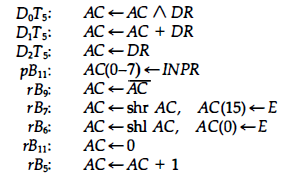 D₀T₅: AC ← AC ∧ DR
D₁T₅: AC ← AC + DR
D₂T₅: AC ← DR
pB₁₁: AC(0–7) ← INPR
rB₉: AC ← A̅C̅
rB₇: AC ← shr AC, AC(15) ← E
rB₆: AC ← shl AC, AC(0) ← E
rB₁₁: AC ← 0
rB₅: AC ← AC + 1